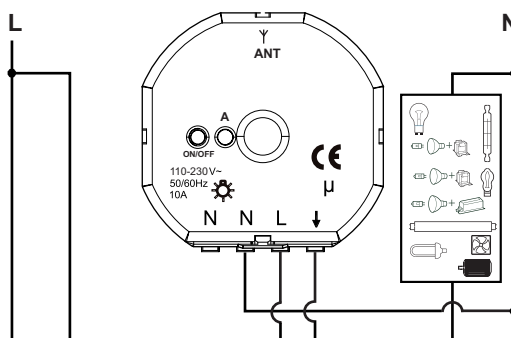 L
N
ANT
A
ON/OFF
110-230V~
50/60Hz
10A
CE
µ
N N L ↓